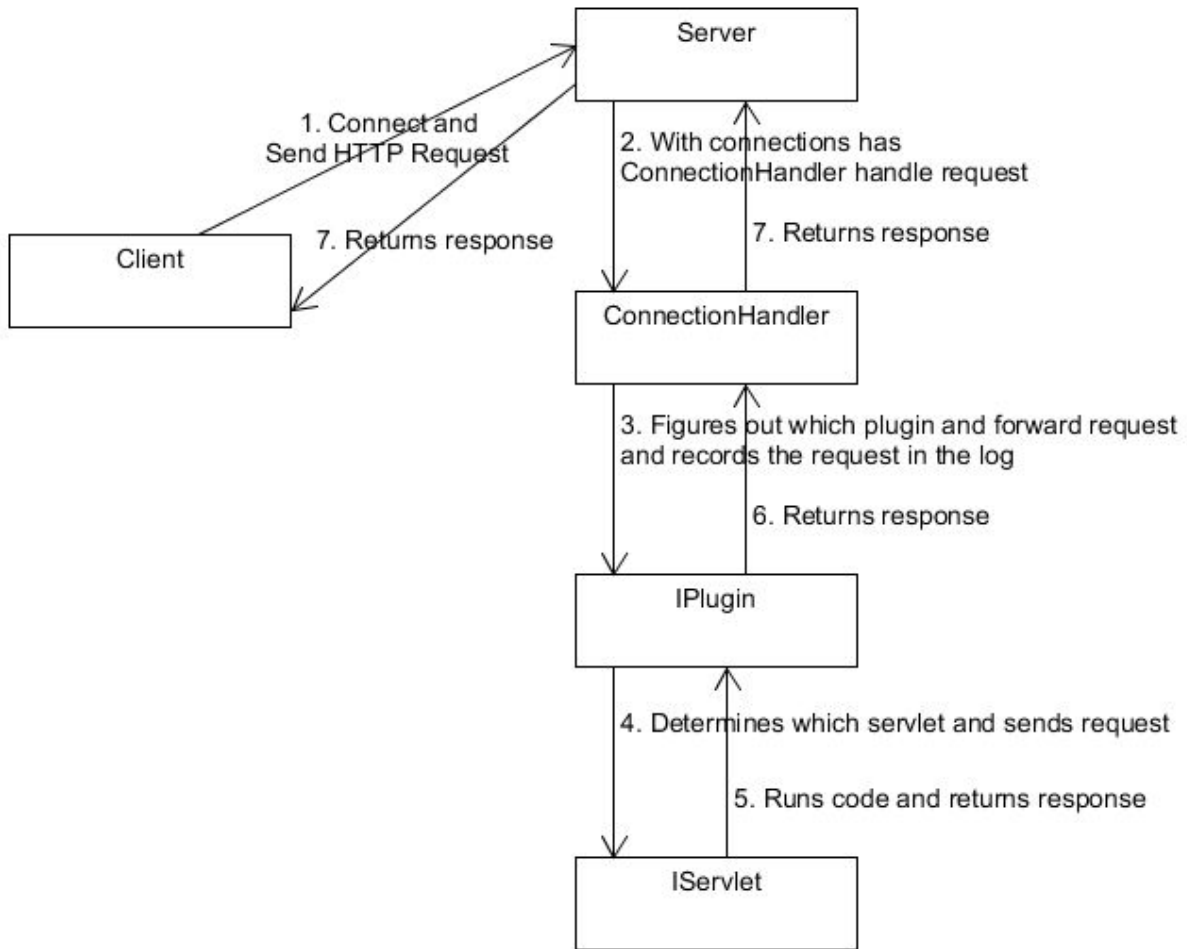 Server
1. Connect and
Send HTTP Request
2. With connections has
ConnectionHandler handle request
7. Returns response
7. Returns response
Client
ConnectionHandler
3. Figures out which plugin and forward request
and records the request in the log
6. Returns response
IPlugin
4. Determines which servlet and sends request
5. Runs code and returns response
IServlet